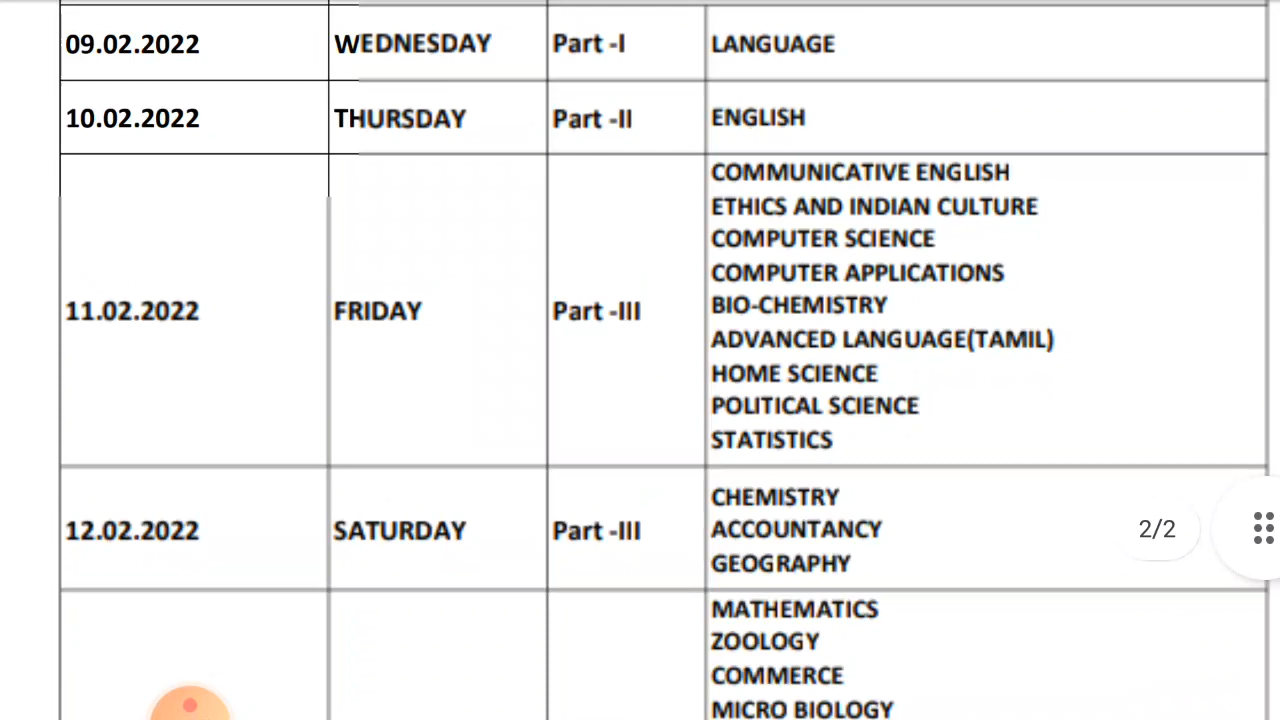 09.02.2022 WEDNESDAY Part -I LANGUAGE
10.02.2022 THURSDAY Part -II ENGLISH
COMMUNICATIVE ENGLISH
ETHICS AND INDIAN CULTURE
COMPUTER SCIENCE
COMPUTER APPLICATIONS
BIO-CHEMISTRY
11.02.2022 FRIDAY Part -III
ADVANCED LANGUAGE(TAMIL)
HOME SCIENCE
POLITICAL SCIENCE
STATISTICS
CHEMISTRY
12.02.2022 SATURDAY Part -III ACCOUNTANCY 2/2
GEOGRAPHY
MATHEMATICS
ZOOLOGY
COMMERCE
MICRO BIOLOGY